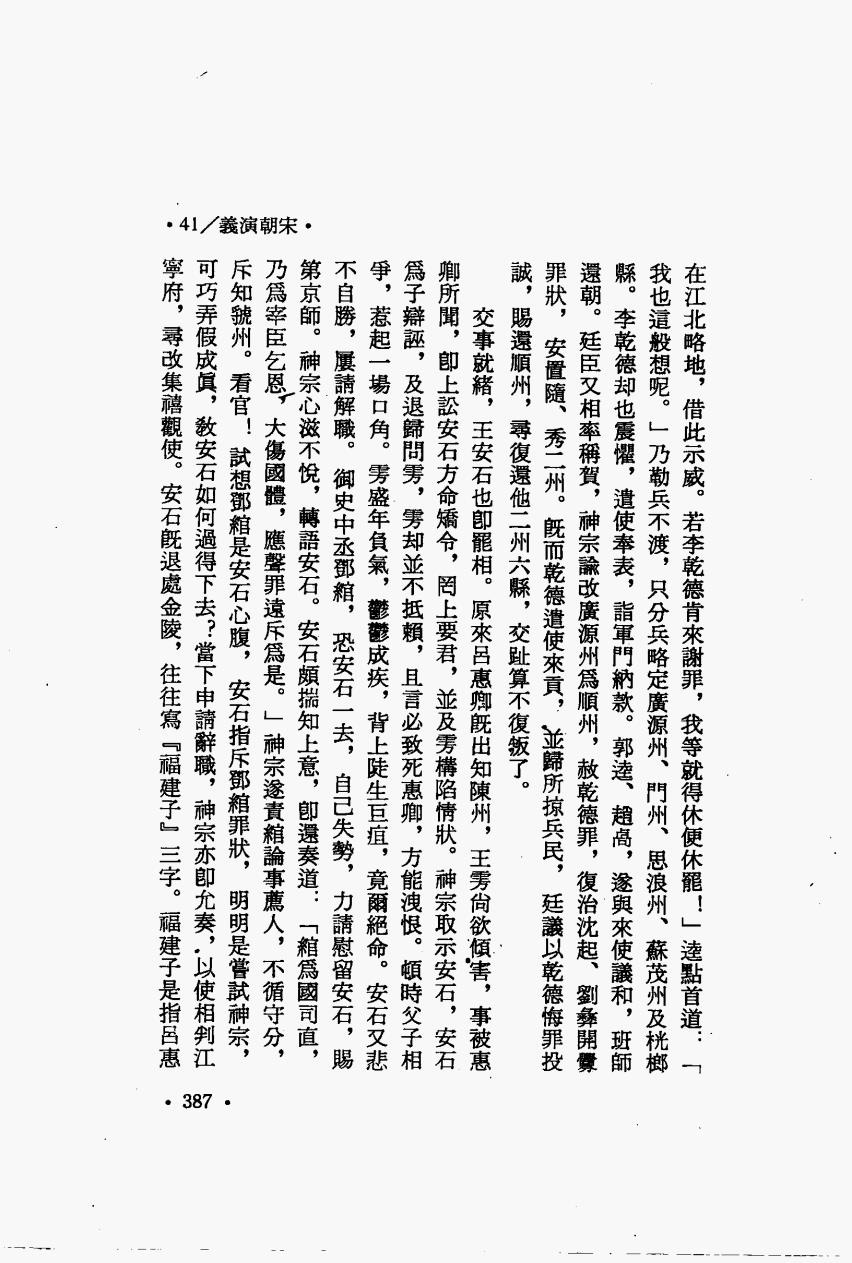 •41／義演朝宋•
在江北略地，借此示威。若李乾德肯來謝罪，我等就得休便休罷！」逵點首道：「
我也這般想呢。」乃勒兵不渡，只分兵略定廣源州、門州、思浪州、蘇茂州及桄榔
縣。李乾德却也震懼，遣使奉表，詣軍門納款。郭逵、趙卨，遂與來使議和，班師
還朝。廷臣又相率稱賀，神宗諭改廣源州爲順州，赦乾德罪，復治沈起、劉彝開釁
罪狀，安置隨、秀二州。旣而乾德遣使來貢，並歸所掠兵民，廷議以乾德悔罪投
誠，賜還順州，尋復還他二州六縣，交趾算不復叛了。
交事就緒，王安石也卽罷相。原來呂惠卿旣出知陳州，王雱尙欲傾害，事被惠
卿所聞，卽上訟安石方命矯令，罔上要君，並及雱構陷情狀。神宗取示安石，安石
爲子辯誣，及退歸問雱，雱却並不抵賴，且言必致死惠卿，方能洩恨。頓時父子相
爭，惹起一場口角。雱盛年負氣，鬱鬱成疾，背上陡生巨疽，竟爾絕命。安石又悲
不自勝，屢請解職。御史中丞鄧綰，恐安石一去，自己失勢，力請慰留安石，賜
第京師。神宗心滋不悅，轉語安石。安石頗揣知上意，卽還奏道：「綰爲國司直，
乃爲宰臣乞恩，大傷國體，應聲罪遠斥爲是。」神宗遂責綰論事薦人，不循守分，
斥知虢州。看官！試想鄧綰是安石心腹，安石指斥鄧綰罪狀，明明是嘗試神宗，
可巧弄假成眞，敎安石如何過得下去？當下申請辭職，神宗亦卽允奏，以使相判江
寧府，尋改集禧觀使。安石旣退處金陵，往往寫『福建子』三字。福建子是指呂惠
•387•